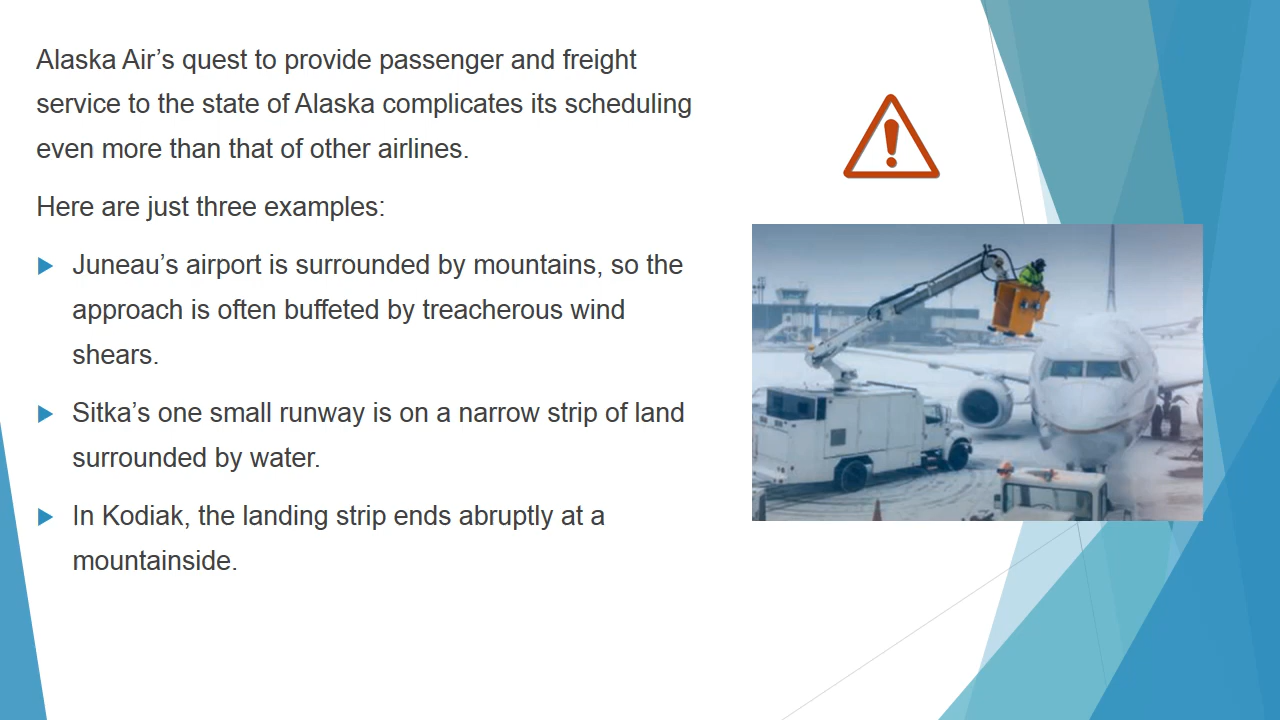 Alaska Air’s quest to provide passenger and freight
service to the state of Alaska complicates its scheduling
even more than that of other airlines.
Here are just three examples:
Juneau’s airport is surrounded by mountains, so the
approach is often buffeted by treacherous wind
shears.
Sitka’s one small runway is on a narrow strip of land
surrounded by water.
In Kodiak, the landing strip ends abruptly at a
mountainside.